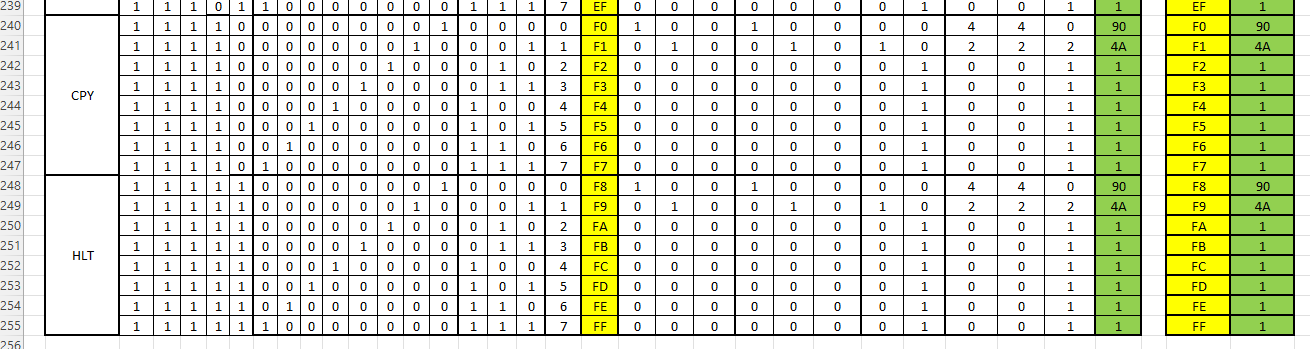 239 1 1 1 0 1 1 0 0 0 0 0 0 0 1 1 1 7 EF 0 0 0 0 0 0 0 1 0 0 1 1 EF 1
240 1 1 1 1 0 0 0 0 0 0 0 0 1 0 0 0 0 F0 1 0 0 1 0 0 0 0 4 4 0 90 F0 90
241 1 1 1 1 0 0 0 0 0 0 0 1 0 0 0 1 1 F1 0 1 0 0 1 0 1 0 2 2 2 4A F1 4A
242 1 1 1 1 0 0 0 0 0 0 1 0 0 0 1 0 2 F2 0 0 0 0 0 0 0 1 0 0 1 1 F2 1
243 1 1 1 1 0 0 0 0 0 1 0 0 0 0 1 1 3 F3 0 0 0 0 0 0 0 1 0 0 1 1 F3 1
CPY
244 1 1 1 1 0 0 0 0 1 0 0 0 0 1 0 0 4 F4 0 0 0 0 0 0 0 1 0 0 1 1 F4 1
245 1 1 1 1 0 0 0 1 0 0 0 0 0 1 0 1 5 F5 0 0 0 0 0 0 0 1 0 0 1 1 F5 1
246 1 1 1 1 0 0 1 0 0 0 0 0 0 1 1 0 6 F6 0 0 0 0 0 0 0 1 0 0 1 1 F6 1
247 1 1 1 1 0 1 0 0 0 0 0 0 0 1 1 1 7 F7 0 0 0 0 0 0 0 1 0 0 1 1 F7 1
248 1 1 1 1 1 0 0 0 0 0 0 0 1 0 0 0 0 F8 1 0 0 1 0 0 0 0 4 4 0 90 F8 90
249 1 1 1 1 1 0 0 0 0 0 0 1 0 0 0 1 1 F9 0 1 0 0 1 0 1 0 2 2 2 4A F9 4A
250 1 1 1 1 1 0 0 0 0 0 1 0 0 0 1 0 2 FA 0 0 0 0 0 0 0 1 0 0 1 1 FA 1
251 1 1 1 1 1 0 0 0 0 1 0 0 0 0 1 1 3 FB 0 0 0 0 0 0 0 1 0 0 1 1 FB 1
HLT
252 1 1 1 1 1 0 0 0 1 0 0 0 0 1 0 0 4 FC 0 0 0 0 0 0 0 1 0 0 1 1 FC 1
253 1 1 1 1 1 0 0 1 0 0 0 0 0 1 0 1 5 FD 0 0 0 0 0 0 0 1 0 0 1 1 FD 1
254 1 1 1 1 1 0 1 0 0 0 0 0 0 1 1 0 6 FE 0 0 0 0 0 0 0 1 0 0 1 1 FE 1
255 1 1 1 1 1 1 0 0 0 0 0 0 0 1 1 1 7 FF 0 0 0 0 0 0 0 1 0 0 1 1 FF 1
256